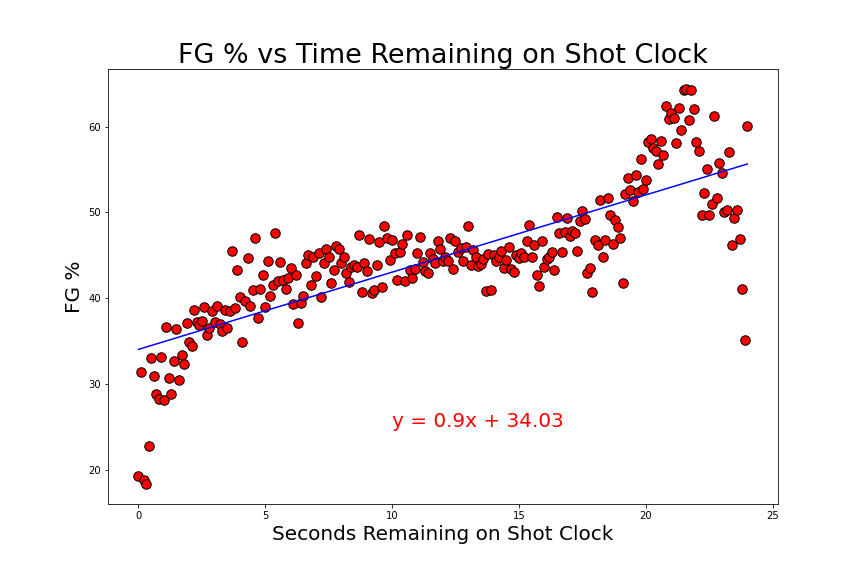 FG % vs Time Remaining on Shot Clock
FG %
60
50
40
30
20
y = 0.9x + 34.03
0 5 10 15 20 25
Seconds Remaining on Shot Clock